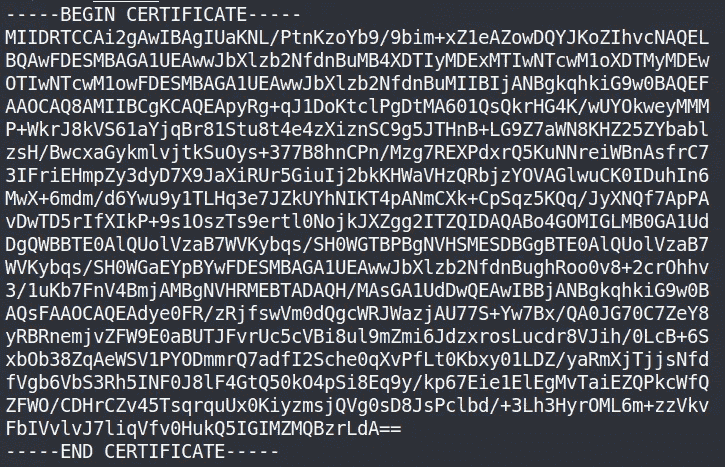 -----BEGIN CERTIFICATE-----
MIIDRTCCAi2gAwIBAgIUaKNL/PtnKzoYb9/9bim+xZ1eAZowDQYJKoZIhvcNAQEL
BQAwFDESMBAGA1UEAwwJbXlzb2NfdnBuMB4XDTIyMDExMTIwNTcwM1oXDTMyMDEw
OTIwNTcwM1owFDESMBAGA1UEAwwJbXlzb2NfdnBuMIIBIjANBgkqhkiG9w0BAQEF
AAOCAQ8AMIIBCgKCAQEApyRg+qJ1DoKtclPgDtMA601QsQkrHG4K/wUYOkweyMMM
P+WkrJ8kVS61aYjqBr81Stu8t4e4zXiznSC9g5JTHnB+LG9Z7aWN8KHZ25ZYbabl
zsH/BwcxaGykmlvjtkSuOys+377B8hnCPn/Mzg7REXPdxrQ5KuNNreiWBnAsfrC7
3IFriEHmpZy3dyD7X9JaXiRUr5GiuIj2bkKHWaVHzQRbjzYOVAGlwuCK0IDuhIn6
MwX+6mdm/d6Ywu9y1TLHq3e7JZkUYhNIKT4pANmCXk+CpSqz5KQq/JyXNQf7ApPA
vDwTD5rIfXIkP+9s1OszTs9ertl0NojkJXZgg2ITZQIDAQABo4GOMIGLMB0GA1Ud
DgQWBBTE0AlQUolVzaB7WVKybqs/SH0WGTBPBgNVHSMESDBGgBTE0AlQUolVzaB7
WVKybqs/SH0WGaEYpBYwFDESMBAGA1UEAwwJbXlzb2NfdnBughRoo0v8+2crOhhv
3/1uKb7FnV4BmjAMBgNVHRMEBTADAQH/MAsGA1UdDwQEAwIBBjANBgkqhkiG9w0B
AQsFAAOCAQEAdye0FR/zRjfswVm0dQgcWRJWazjAU77S+Yw7Bx/QA0JG70C7ZeY8
yRBRnemjvZFW9E0aBUTJFvrUc5cVBi8ul9mZmi6JdzxrosLucdr8VJih/0LcB+6S
xbOb38ZqAeWSV1PYODmmrQ7adfI2Sche0qXvPfLt0Kbxy01LDZ/yaRmXjTjjsNfd
fVgb6VbS3Rh5INF0J8lF4GtQ50kO4pSi8Eq9y/kp67Eie1ElEgMvTaiEZQPkcWfQ
ZFWO/CDHrCZv45TsqrquUx0KiyzmsjQVg0sD8JsPclbd/+3Lh3HyrOML6m+zzVkv
FbIVvlvJ7liqVfv0HukQ5IGIMZMQBzrLdA==
-----END CERTIFICATE-----